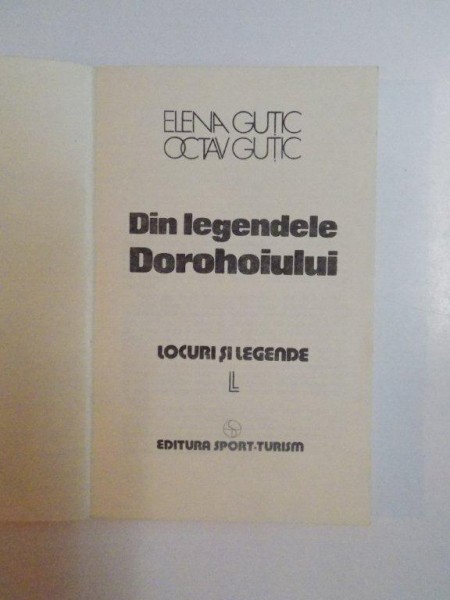 ELENA GUȚIC
OCTAV GUȚIC
Din legendele
Dorohoiului
LOCURI ȘI LEGENDE
LL
EDITURA SPORT-TURISM